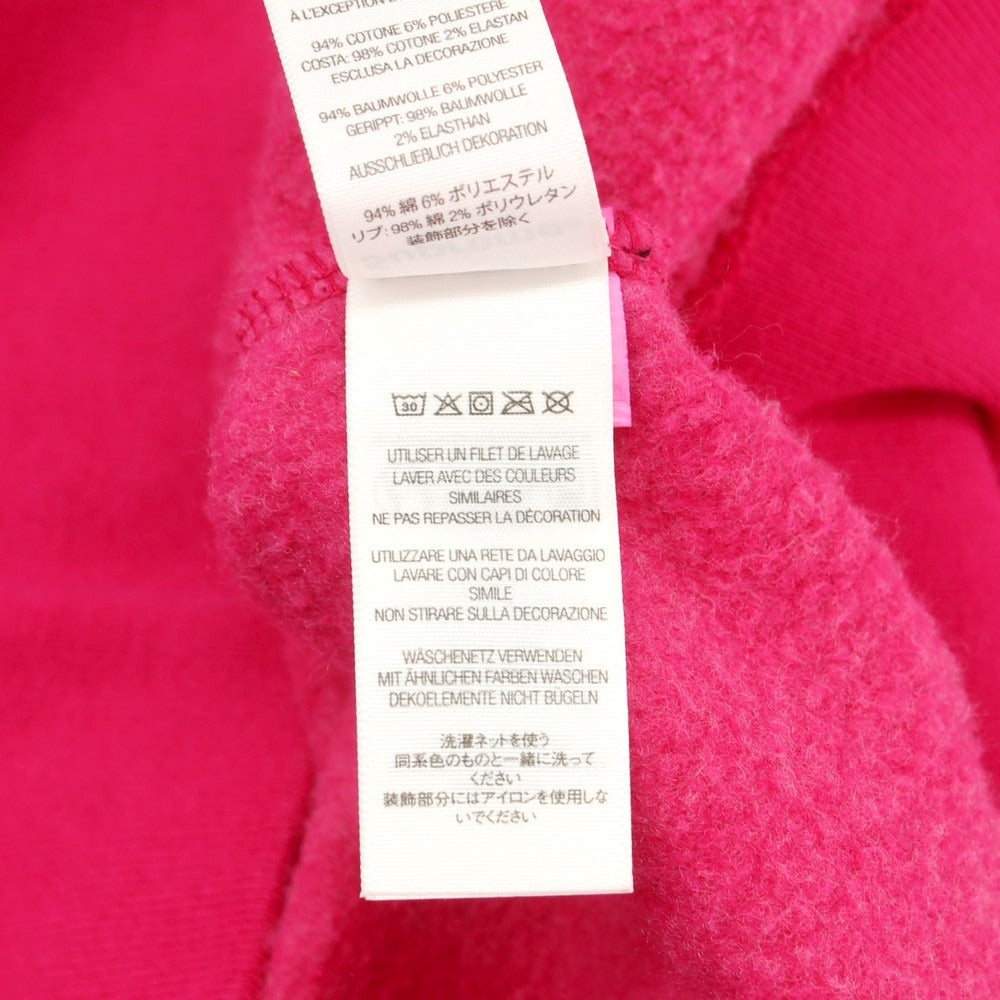 À L'EXCEPTION
94% COTONE 6% POLIESTERE
COSTA: 98% COTONE 2% ELASTAN
ESCLUSA LA DECORAZIONE
94% BAUMWOLLE 6% POLYESTER
GERIPPT: 98% BAUMWOLLE
2% ELASTHAN
AUSSCHLIEBLICH DEKORATION
94% 綿 6% ポリエステル
リブ: 98% 綿 2% ポリウレタン
装飾部分を除く
30
UTILISER UN FILET DE LAVAGE
LAVER AVEC DES COULEURS
SIMILAIRES
NE PAS REPASSER LA DÉCORATION
UTILIZZARE UNA RETE DA LAVAGGIO
LAVARE CON CAPI DI COLORE
SIMILE
NON STIRARE SULLA DECORAZIONE
WÄSCHENETZ VERWENDEN
MIT ÄHNLICHEN FARBEN WASCHEN
DEKOELEMENTE NICHT BÜGELN
洗濯ネットを使う
同系色のものと一緒に洗って
ください
装飾部分にはアイロンを使用しな
いでください